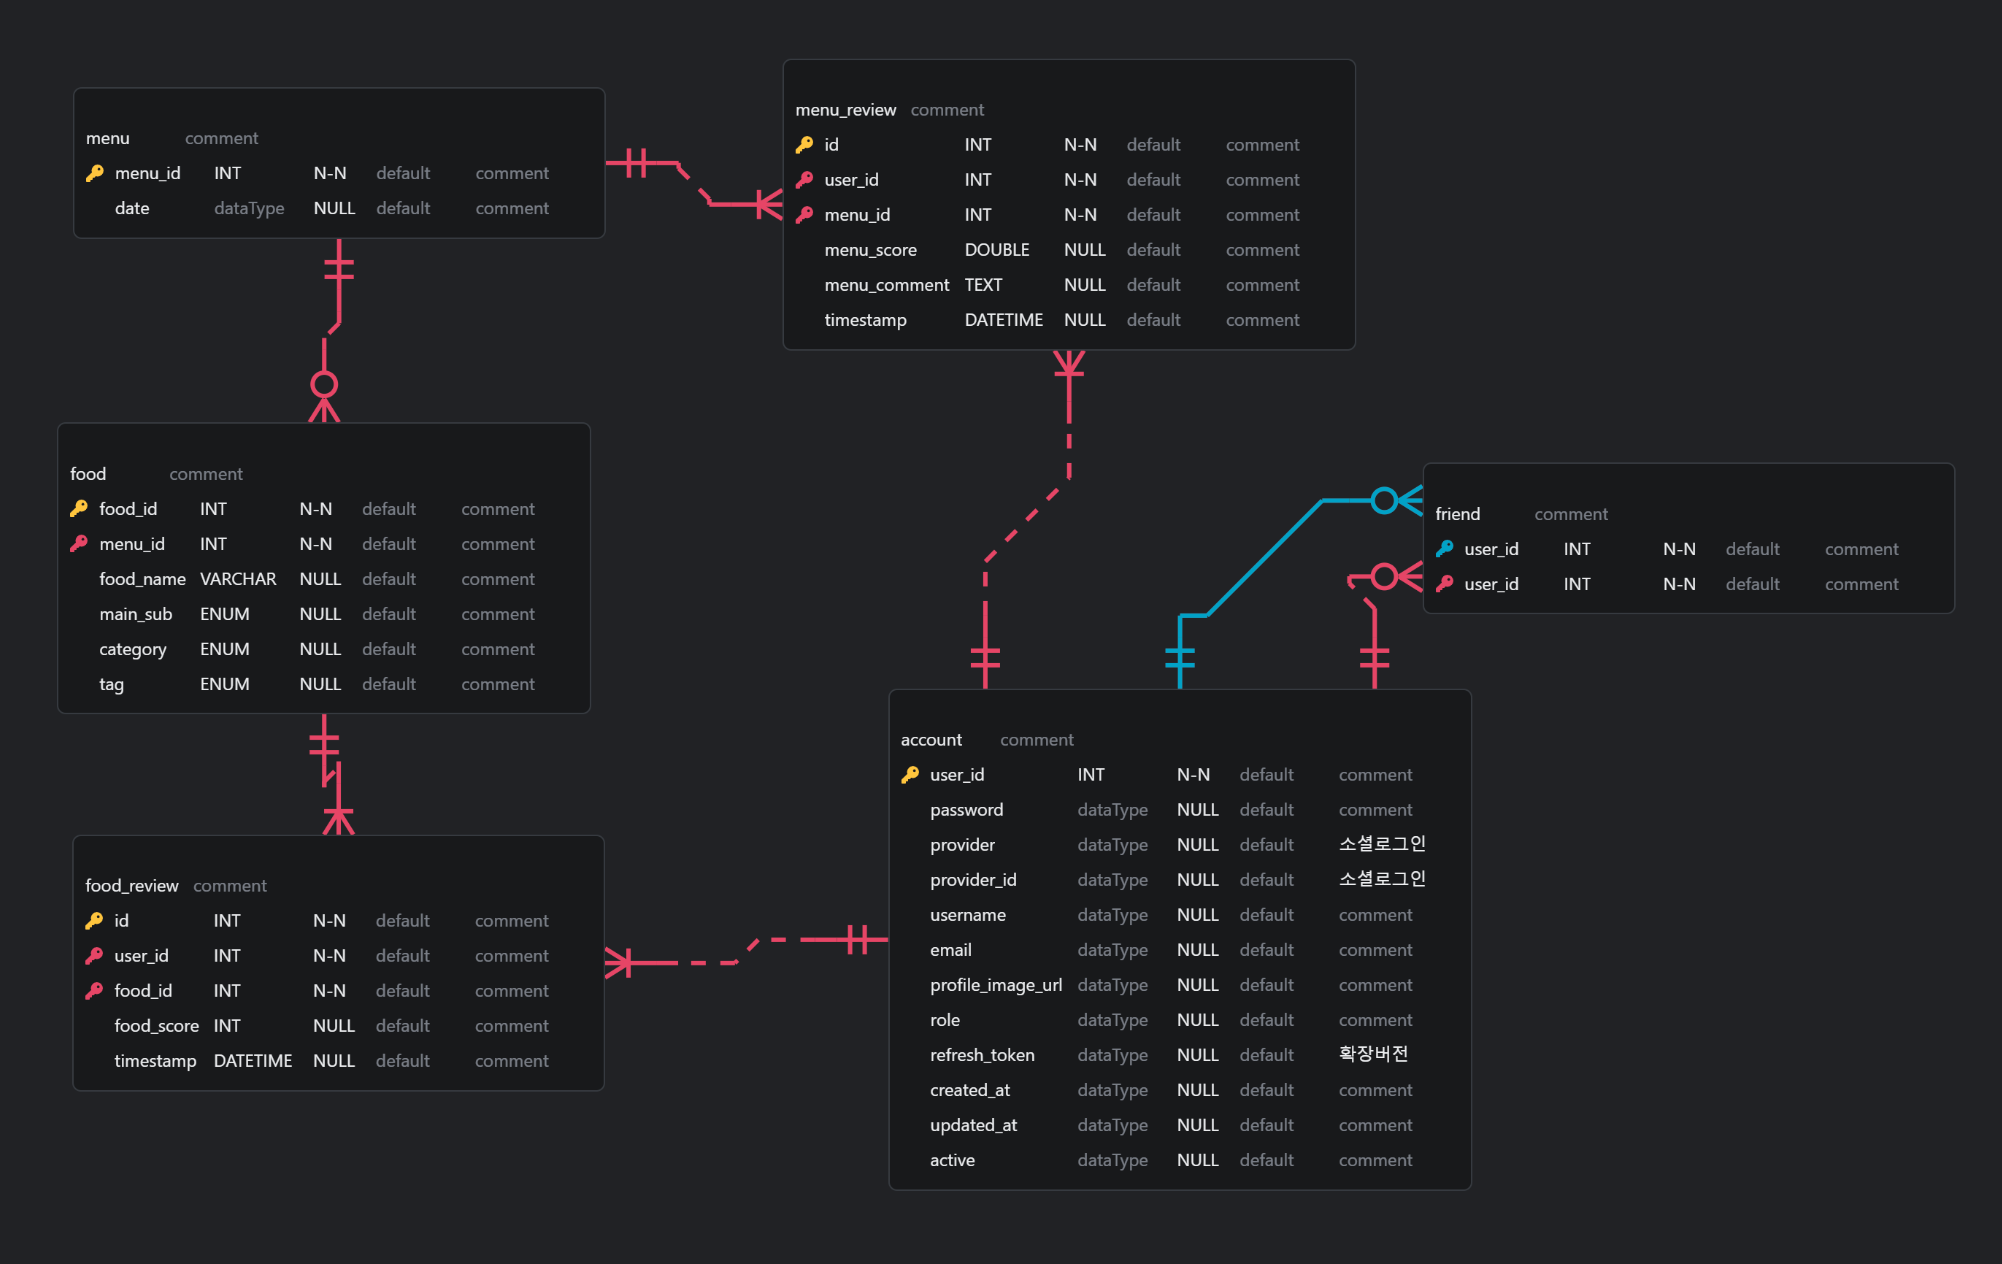 menu comment
menu_id INT N-N default comment
date dataType NULL default comment
menu_review comment
id INT N-N default comment
user_id INT N-N default comment
menu_id INT N-N default comment
menu_score DOUBLE NULL default comment
menu_comment TEXT NULL default comment
timestamp DATETIME NULL default comment
food comment
food_id INT N-N default comment
menu_id INT N-N default comment
food_name VARCHAR NULL default comment
main_sub ENUM NULL default comment
category ENUM NULL default comment
tag ENUM NULL default comment
friend comment
user_id INT N-N default comment
user_id INT N-N default comment
food_review comment
id INT N-N default comment
user_id INT N-N default comment
food_id INT N-N default comment
food_score INT NULL default comment
timestamp DATETIME NULL default comment
account comment
user_id INT N-N default comment
password dataType NULL default comment
provider dataType NULL default 소셜로그인
provider_id dataType NULL default 소셜로그인
username dataType NULL default comment
email dataType NULL default comment
profile_image_url dataType NULL default comment
role dataType NULL default comment
refresh_token dataType NULL default 확장버전
created_at dataType NULL default comment
updated_at dataType NULL default comment
active dataType NULL default comment